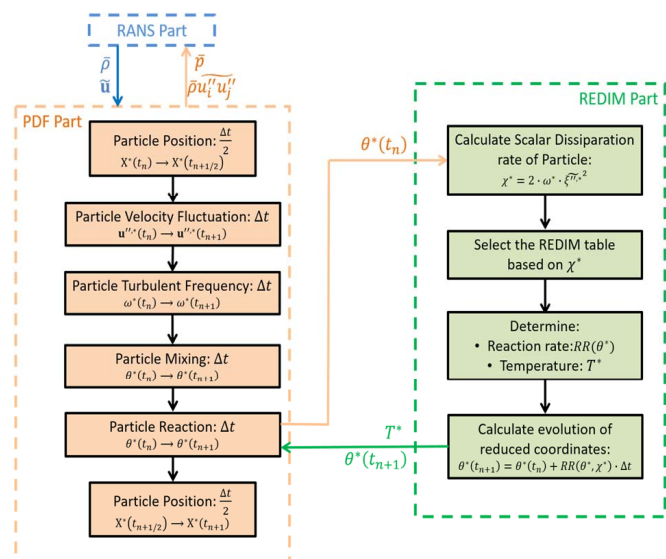 RANS Part
ρ̄
ũ
p̄
ρ̄u″ᵢu″ⱼ
PDF Part
Particle Position: Δt/2
X*(tₙ) → X*(tₙ₊₁/₂)
Particle Velocity Fluctuation: Δt
u″,*(tₙ) → u″,*(tₙ₊₁)
Particle Turbulent Frequency: Δt
ω*(tₙ) → ω*(tₙ₊₁)
Particle Mixing: Δt
θ*(tₙ) → θ*(tₙ₊₁)
Particle Reaction: Δt
θ*(tₙ) → θ*(tₙ₊₁)
Particle Position: Δt/2
X*(tₙ₊₁/₂) → X*(tₙ₊₁)
θ*(tₙ)
T*
θ*(tₙ₊₁)
REDIM Part
Calculate Scalar Dissiparation
rate of Particle:
χ* = 2 · ω* · ξ̃″,*²
Select the REDIM table
based on χ*
Determine:
• Reaction rate:RR(θ*)
• Temperature: T*
Calculate evolution of
reduced coordinates:
θ*(tₙ₊₁) = θ*(tₙ) + RR(θ*, χ*) · Δt